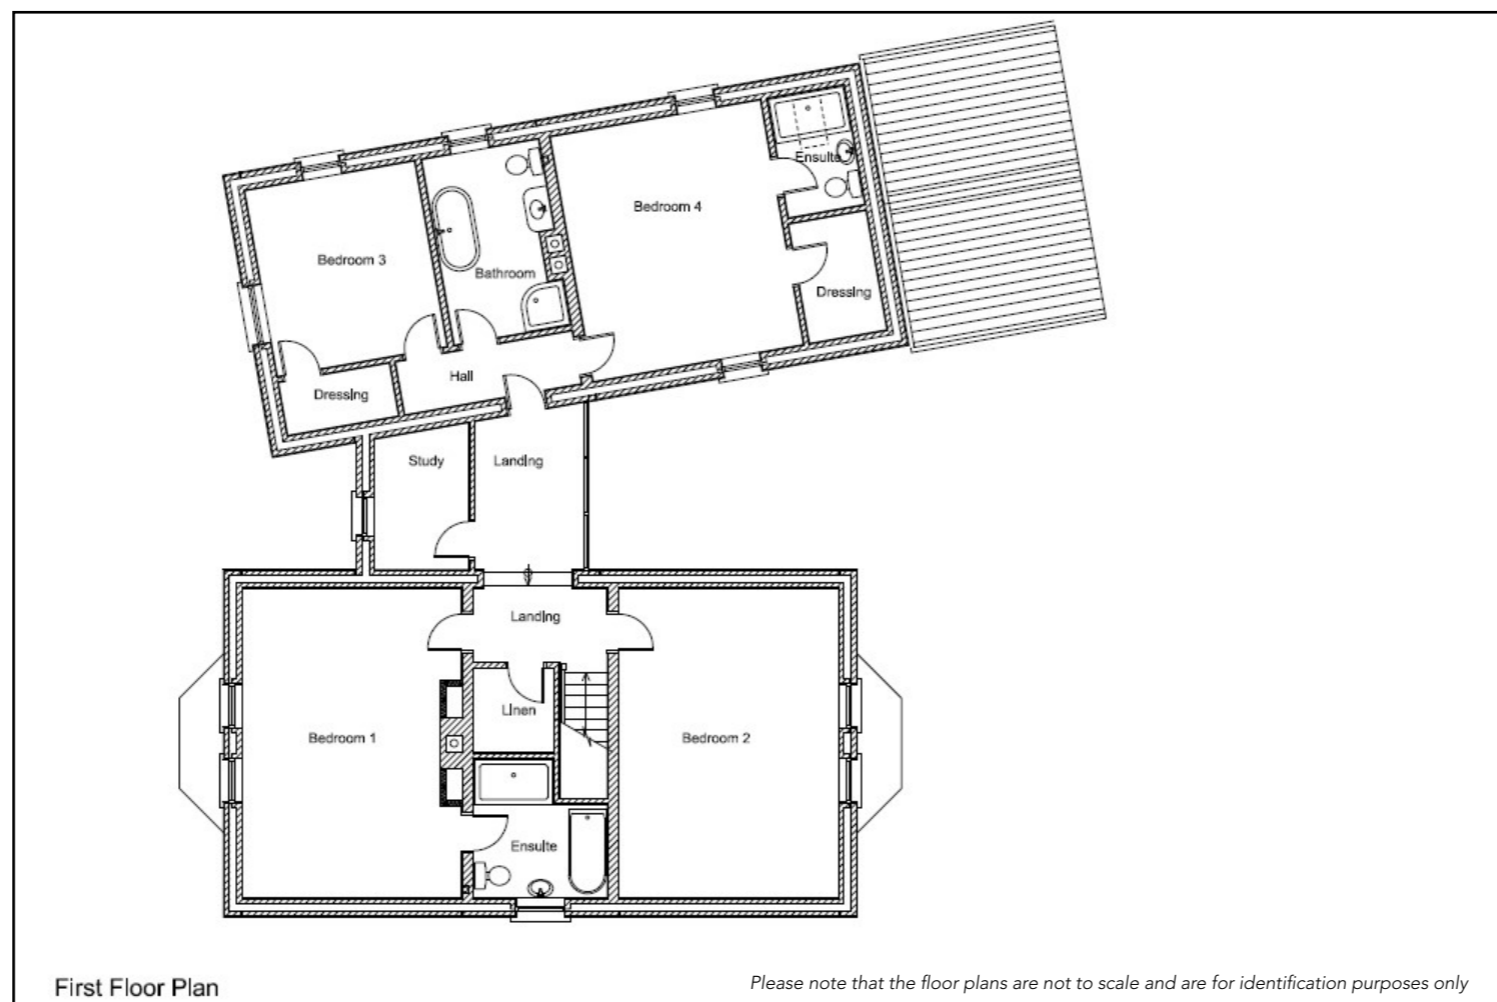 Ensuite
Bedroom 4
Bedroom 3
Bathroom
Dressing
Hall
Dressing
Study
Landing
Landing
Linen
Bedroom 1
Bedroom 2
Ensuite
First Floor Plan
Please note that the floor plans are not to scale and are for identification purposes only